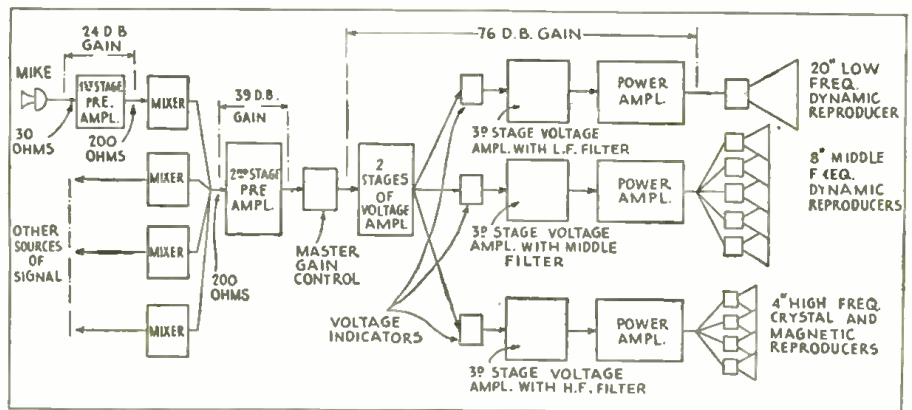 24 D B
GAIN
MIKE
1ST STAGE
PRE.
AMPL.
30
OHMS
200
OHMS
MIXER
MIXER
MIXER
MIXER
OTHER
SOURCES
OF
SIGNAL
39 D.B.
GAIN
2ND STAGE
PRE
AMPL.
200
OHMS
MASTER
GAIN
CONTROL
76 D.B. GAIN
2
STAGES
OF
VOLTAGE
AMPL
VOLTAGE
INDICATORS
3D STAGE VOLTAGE
AMPL. WITH L.F. FILTER
POWER
AMPL.
20" LOW
FREQ.
DYNAMIC
REPRODUCER
3D STAGE VOLTAGE
AMPL. WITH MIDDLE
FILTER
POWER
AMPL.
8" MIDDLE
FREQ.
DYNAMIC
REPRODUCERS
3D STAGE VOLTAGE
AMPL. WITH H.F. FILTER
POWER
AMPL.
4" HIGH FREQ.
CRYSTAL AND
MAGNETIC
REPRODUCERS